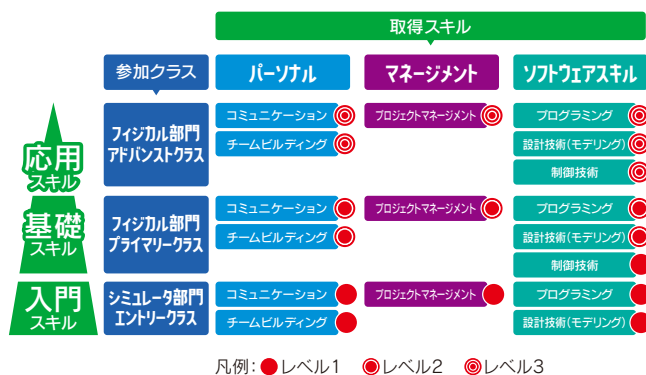 取得スキル
参加クラス
パーソナル
マネージメント
ソフトウェアスキル
応用
スキル
フィジカル部門
アドバンストクラス
コミュニケーション
チームビルディング
プロジェクトマネージメント
プログラミング
設計技術(モデリング)
制御技術
基礎
スキル
フィジカル部門
プライマリークラス
コミュニケーション
チームビルディング
プロジェクトマネージメント
プログラミング
設計技術(モデリング)
制御技術
入門
スキル
シミュレータ部門
エントリークラス
コミュニケーション
チームビルディング
プロジェクトマネージメント
プログラミング
設計技術(モデリング)
凡例:●レベル1 ◉レベル2 ◎レベル3